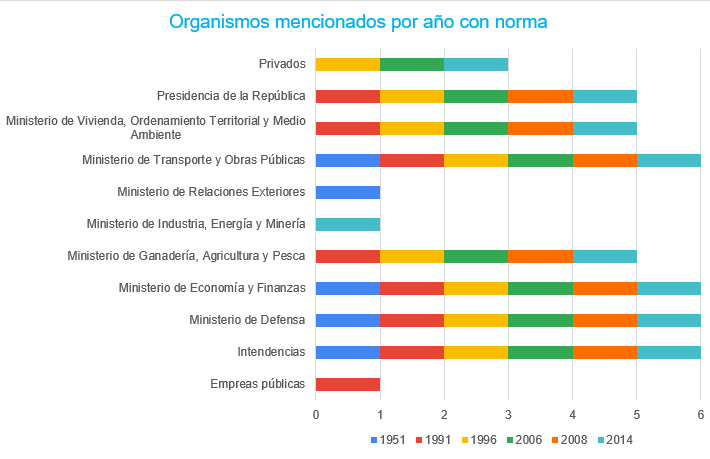 Organismos mencionados por año con norma
Privados
Presidencia de la República
Ministerio de Vivienda, Ordenamiento Territorial y Medio
Ambiente
Ministerio de Transporte y Obras Públicas
Ministerio de Relaciones Exteriores
Ministerio de Industria, Energía y Minería
Ministerio de Ganadería, Agricultura y Pesca
Ministerio de Economía y Finanzas
Ministerio de Defensa
Intendencias
Empreas públicas
0 1 2 3 4 5 6
1951 1991 1996 2006 2008 2014